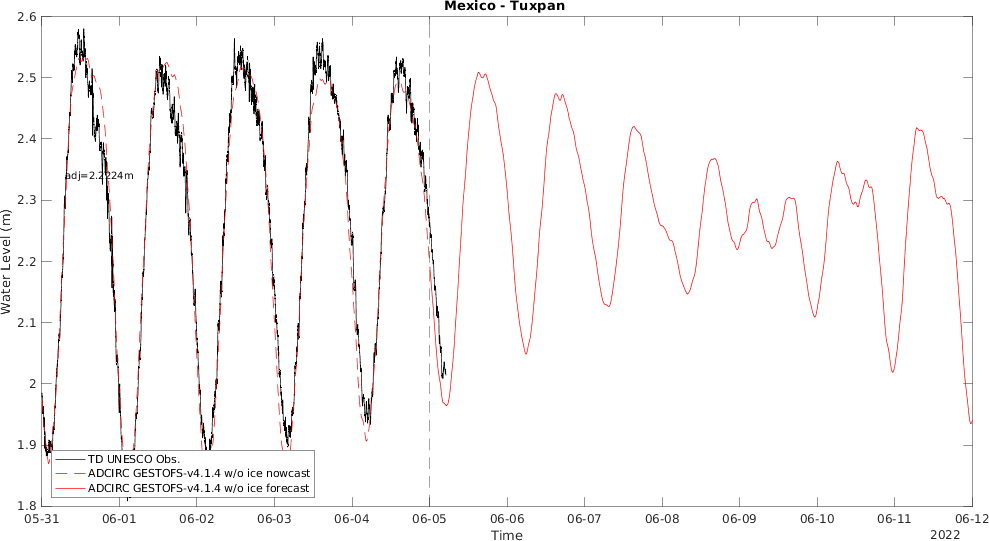 Mexico - Tuxpan
2.6
2.5
2.4
2.3
2.2
2.1
2
1.9
1.8
Water Level (m)
adj=2.2224m
TD UNESCO Obs.
ADCIRC GESTOFS-v4.1.4 w/o ice nowcast
ADCIRC GESTOFS-v4.1.4 w/o ice forecast
05-31 06-01 06-02 06-03 06-04 06-05 06-06 06-07 06-08 06-09 06-10 06-11 06-12
Time
2022